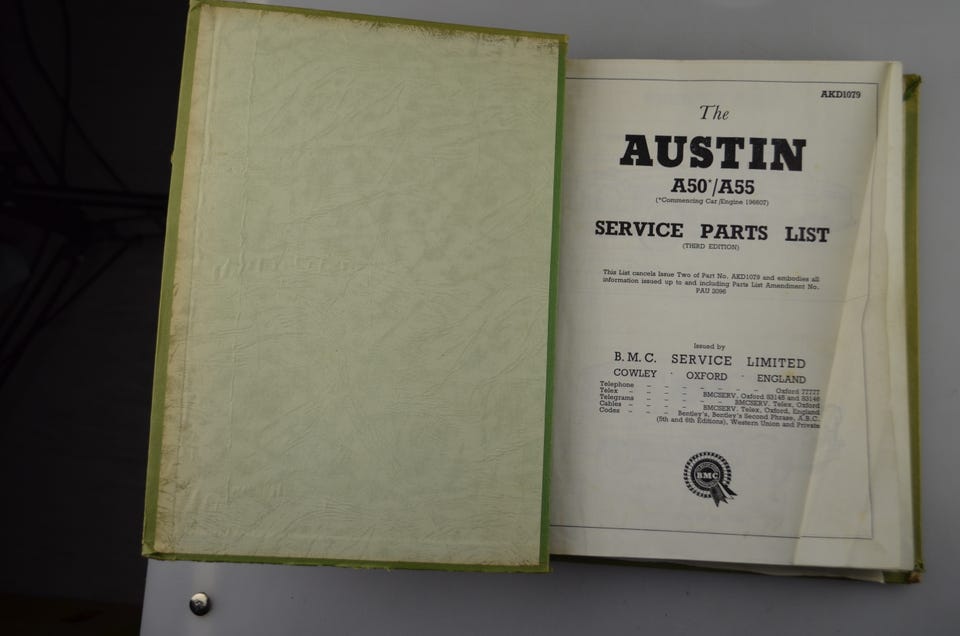 AKD1079
The
AUSTIN
A50*/A55
(*Commencing Car/Engine 196607)
SERVICE PARTS LIST
(THIRD EDITION)
This List cancels Issue Two of Part No. AKD1079 and embodies all
information issued up to and including Parts List Amendment No.
PAU 2096
Issued by
B.M.C. SERVICE LIMITED
COWLEY · OXFORD · ENGLAND
Telephone Oxford 77777
Telex BMCSERV. Oxford 83145 and 83146
Telegrams BMCSERV. Telex, Oxford
Cables BMCSERV. Telex, Oxford, England
Codes Bentley's, Bentley's Second Phrase, A.B.C.
(5th and 6th Editions), Western Union and Private
BMC